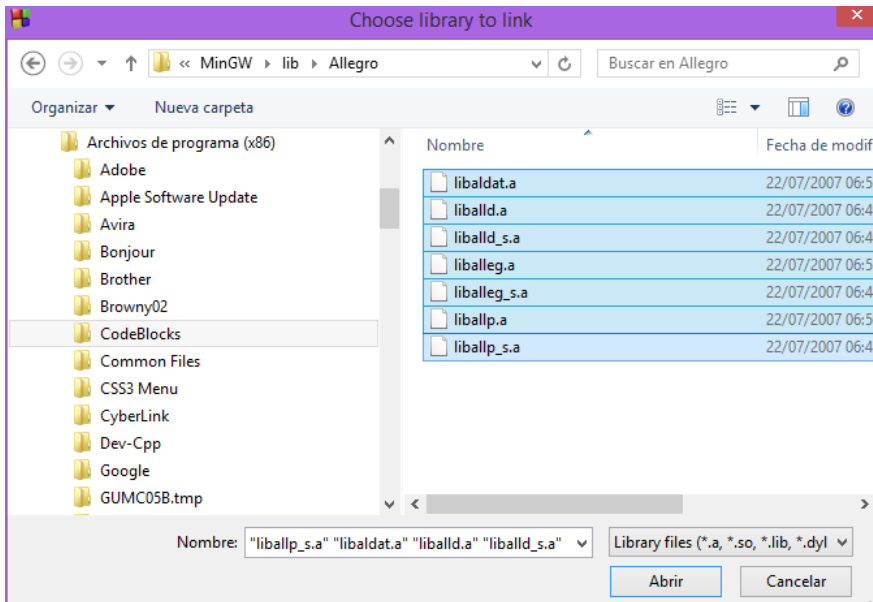 Choose library to link
« MinGW ▸ lib ▸ Allegro
Buscar en Allegro
Organizar
Nueva carpeta
Archivos de programa (x86)
Adobe
Apple Software Update
Avira
Bonjour
Brother
Browny02
CodeBlocks
Common Files
CSS3 Menu
CyberLink
Dev-Cpp
Google
GUMC05B.tmp
Nombre Fecha de modif
libaldat.a 22/07/2007 06:5
liballd.a 22/07/2007 06:4
liballd_s.a 22/07/2007 06:4
liballeg.a 22/07/2007 06:5
liballeg_s.a 22/07/2007 06:4
liballp.a 22/07/2007 06:5
liballp_s.a 22/07/2007 06:4
Nombre: "liballp_s.a" "libaldat.a" "liballd.a" "liballd_s.a"
Library files (*.a, *.so, *.lib, *.dyl
Abrir
Cancelar